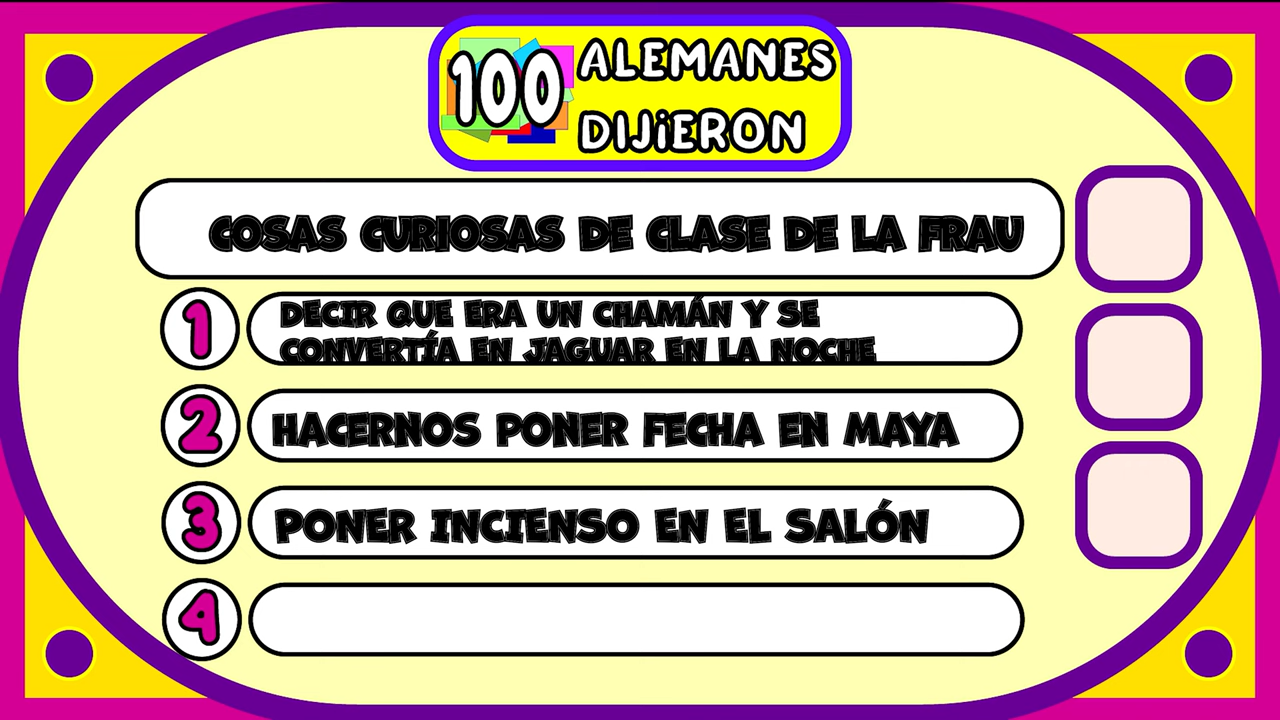 100 ALEMANES
DIJiERON
COSAS CURIOSAS DE CLASE DE LA FRAU
1 DECIR QUE ERA UN CHAMÁN Y SE
CONVERTÍA EN JAGUAR EN LA NOCHE
2 HACERNOS PONER FECHA EN MAYA
3 PONER INCIENSO EN EL SALÓN
4